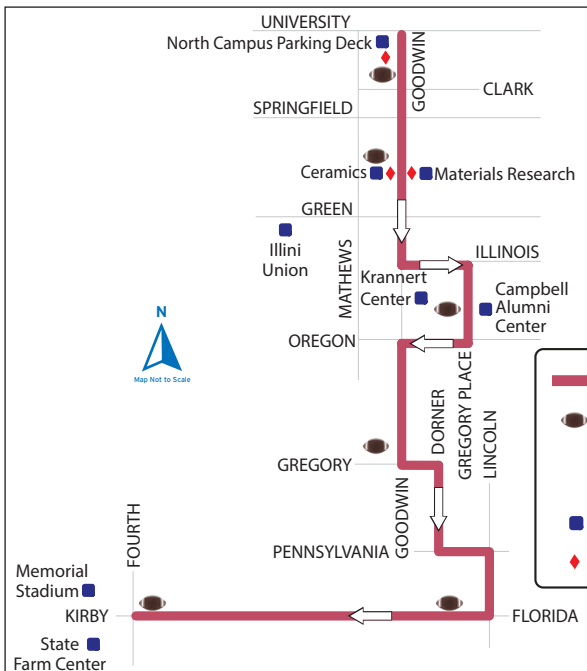 UNIVERSITY
North Campus Parking Deck
GOODWIN
CLARK
SPRINGFIELD
Ceramics
Materials Research
GREEN
Illini
Union
MATHEWS
ILLINOIS
Krannert
Center
Campbell
Alumni
Center
N
Map Not to Scale
OREGON
DORNER
GREGORY PLACE
LINCOLN
GREGORY
GOODWIN
FOURTH
PENNSYLVANIA
Memorial
Stadium
KIRBY
FLORIDA
State
Farm Center